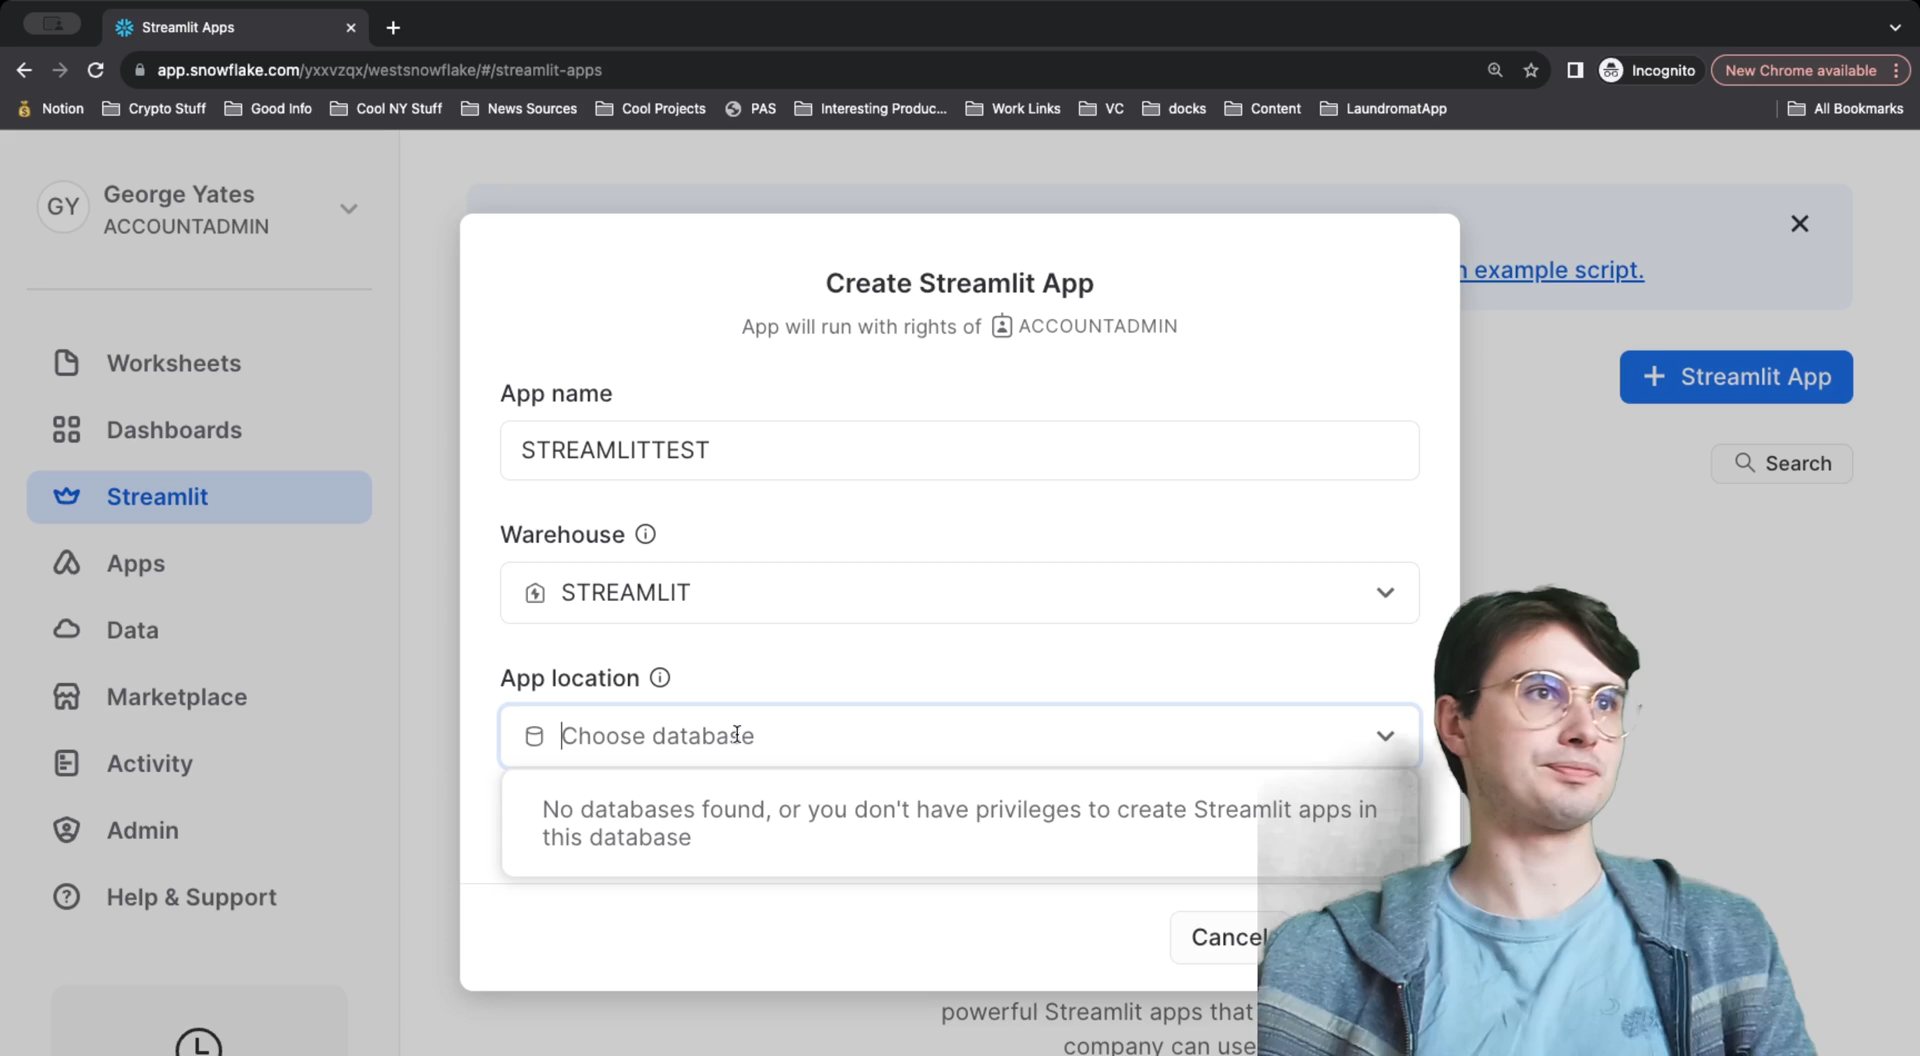 Streamlit Apps
app.snowflake.com/yxxvzqx/westsnowflake/#/streamlit-apps
Incognito
New Chrome available
Notion
Crypto Stuff
Good Info
Cool NY Stuff
News Sources
Cool Projects
PAS
Interesting Produc...
Work Links
VC
docks
Content
LaundromatApp
All Bookmarks
GY
George Yates
ACCOUNTADMIN
Worksheets
Dashboards
Streamlit
Apps
Data
Marketplace
Activity
Admin
Help & Support
example script.
+ Streamlit App
Search
Create Streamlit App
App will run with rights of ACCOUNTADMIN
App name
STREAMLITTEST
Warehouse
STREAMLIT
App location
Choose database
No databases found, or you don't have privileges to create Streamlit apps in
this database
Cancel
powerful Streamlit apps that
company can use